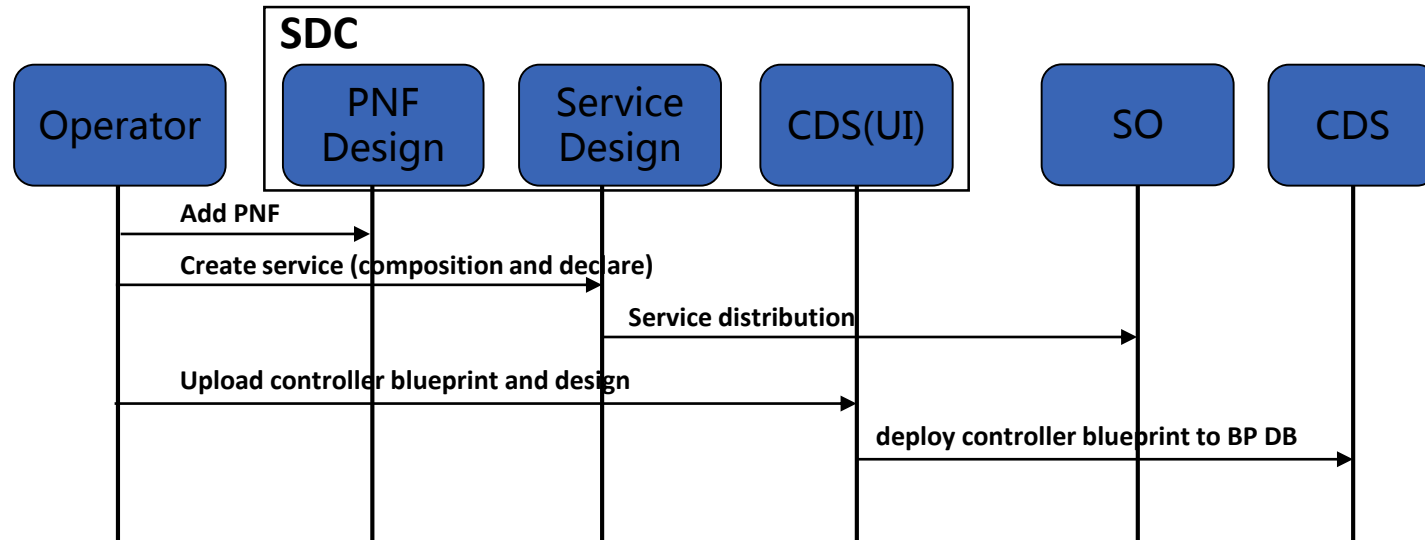 SDC
Operator
PNF
Design
Service
Design
CDS(UI)
SO
CDS
Add PNF
Create service (composition and declare)
Service distribution
Upload controller blueprint and design
deploy controller blueprint to BP DB